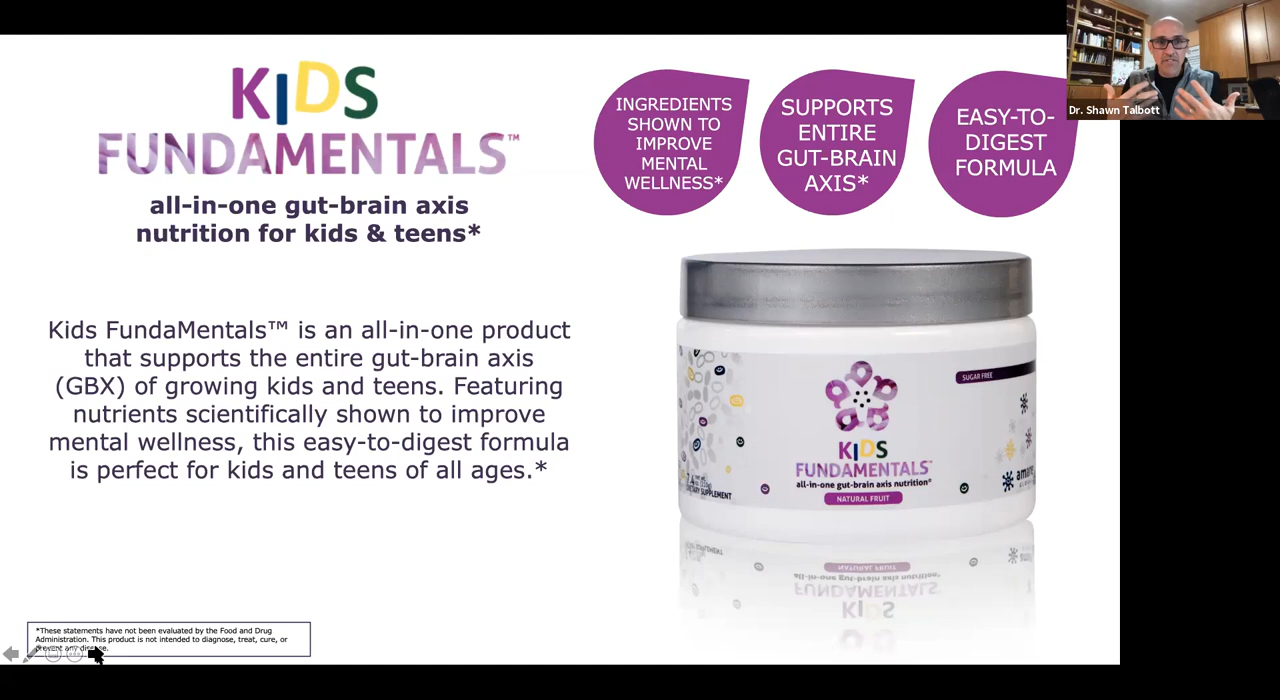 KIDS
FUNDAMENTALS™
all-in-one gut-brain axis
nutrition for kids & teens*
Kids FundaMentals™ is an all-in-one product
that supports the entire gut-brain axis
(GBX) of growing kids and teens. Featuring
nutrients scientifically shown to improve
mental wellness, this easy-to-digest formula
is perfect for kids and teens of all ages.*
*These statements have not been evaluated by the Food and Drug
Administration. This product is not intended to diagnose, treat, cure, or
prevent any disease.
INGREDIENTS
SHOWN TO
IMPROVE
MENTAL
WELLNESS*
SUPPORTS
ENTIRE
GUT-BRAIN
AXIS*
EASY-TO-
DIGEST
FORMULA
Dr. Shawn Talbott
SUGAR FREE
KIDS
FUNDAMENTALS™
all-in-one gut-brain axis nutrition*
NATURAL FRUIT
DIETARY SUPPLEMENT